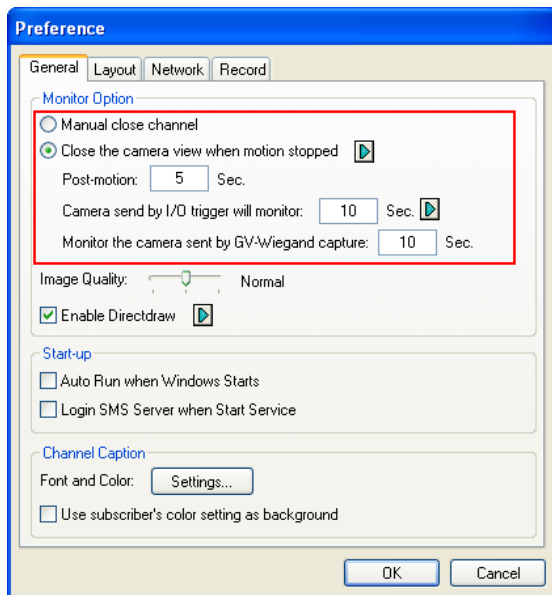 Preference
General Layout Network Record
Monitor Option
Manual close channel
Close the camera view when motion stopped
Post-motion: 5 Sec.
Camera send by I/O trigger will monitor: 10 Sec.
Monitor the camera sent by GV-Wiegand capture: 10 Sec.
Image Quality: Normal
Enable Directdraw
Start-up
Auto Run when Windows Starts
Login SMS Server when Start Service
Channel Caption
Font and Color: Settings...
Use subscriber's color setting as background
OK Cancel